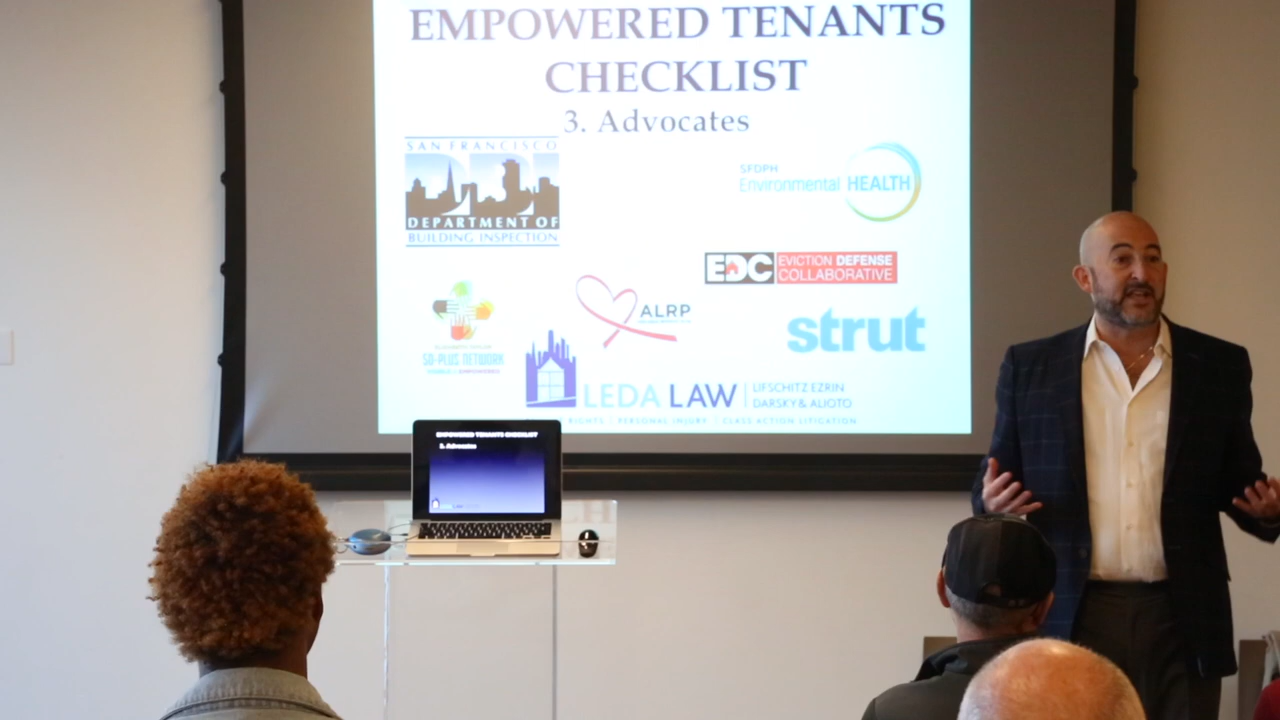 EMPOWERED TENANTS
CHECKLIST
3. Advocates
SAN FRANCISCO
DBI
DEPARTMENT OF
BUILDING INSPECTION
SFDPH
Environmental HEALTH
EDC EVICTION DEFENSE
COLLABORATIVE
ALRP
strut
50-PLUS NETWORK
LEDA LAW LIFSCHITZ EZRIN
DARSKY & ALIOTO
RIGHTS | PERSONAL INJURY | CLASS ACTION LITIGATION
EMPOWERED TENANTS CHECKLIST
3. Advocates